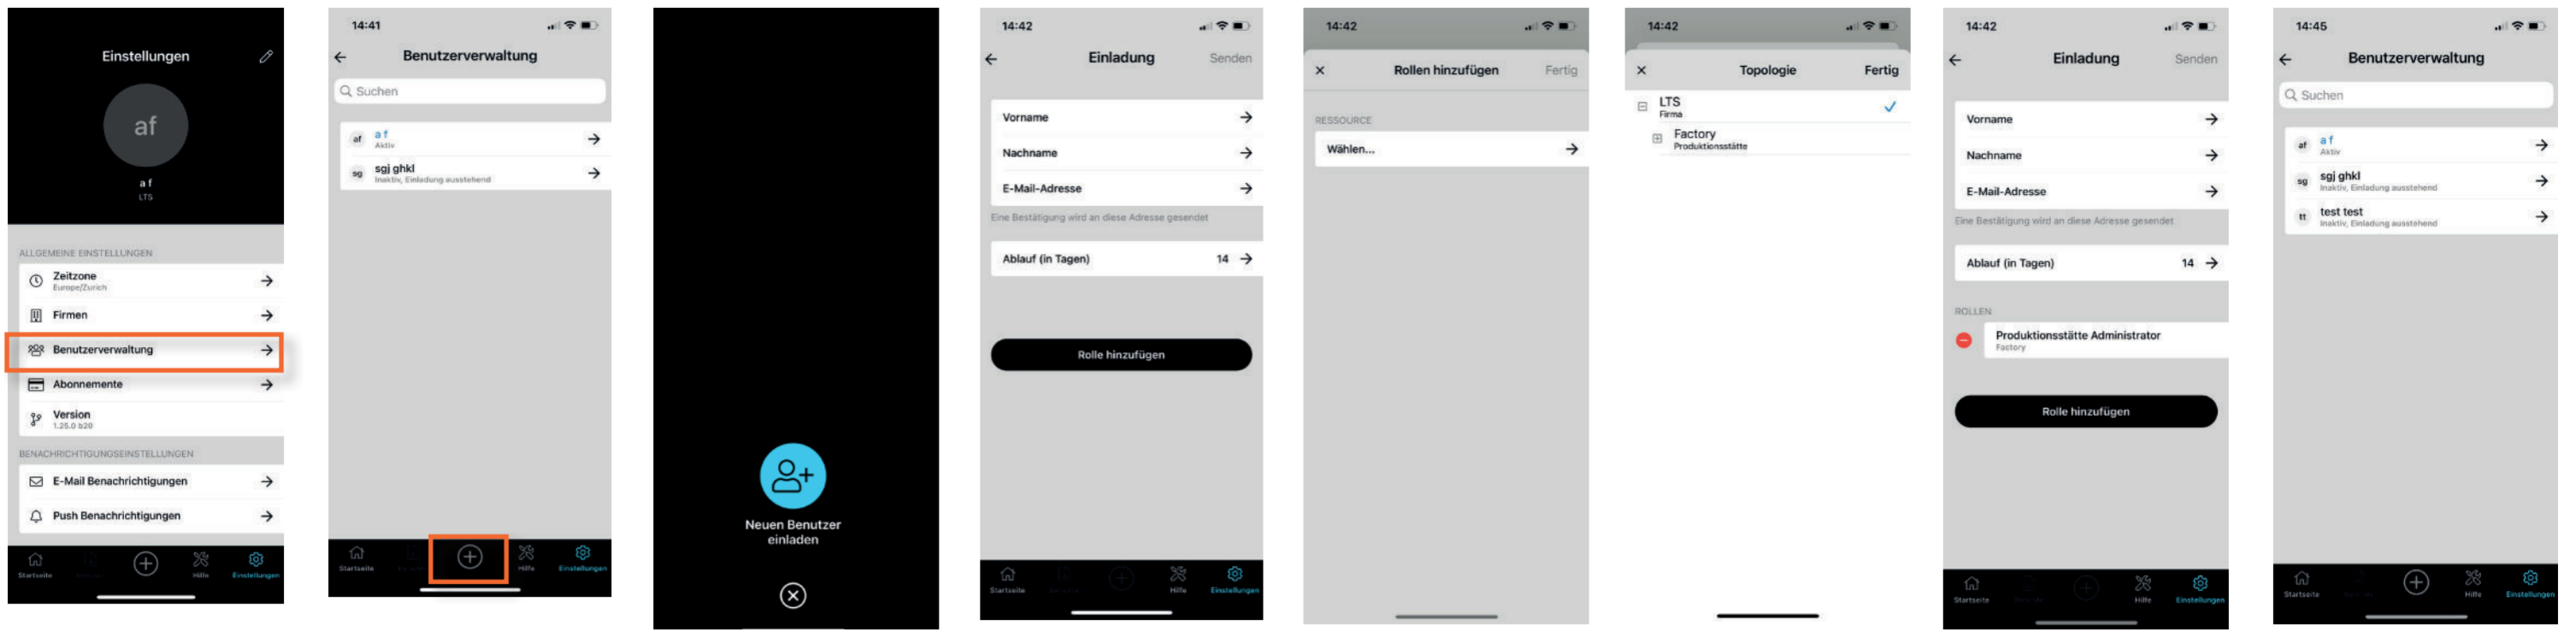 Einstellungen
af
a f
LTS
ALLGEMEINE EINSTELLUNGEN
Zeitzone
Europe/Zurich
Firmen
Benutzerverwaltung
Abonnemente
Version
1.25.0 b20
BENACHRICHTIGUNGSEINSTELLUNGEN
E-Mail Benachrichtigungen
Push Benachrichtigungen
Startseite
Hilfe
Einstellungen
14:41
Benutzerverwaltung
Suchen
af
a f
Aktiv
sg
sgj ghkl
Inaktiv, Einladung ausstehend
Startseite
Hilfe
Einstellungen
Neuen Benutzer
einladen
14:42
Einladung
Senden
Vorname
Nachname
E-Mail-Adresse
Eine Bestätigung wird an diese Adresse gesendet
Ablauf (in Tagen) 14
Rolle hinzufügen
Startseite
Hilfe
Einstellungen
14:42
Rollen hinzufügen
Fertig
RESSOURCE
Wählen...
14:42
Topologie
Fertig
LTS
Firma
Factory
Produktionsstätte
14:42
Einladung
Senden
Vorname
Nachname
E-Mail-Adresse
Eine Bestätigung wird an diese Adresse gesendet
Ablauf (in Tagen) 14
ROLLEN
Produktionsstätte Administrator
Factory
Rolle hinzufügen
Startseite
Hilfe
Einstellungen
14:45
Benutzerverwaltung
Suchen
af
a f
Aktiv
sg
sgj ghkl
Inaktiv, Einladung ausstehend
tt
test test
Inaktiv, Einladung ausstehend
Startseite
Hilfe
Einstellungen